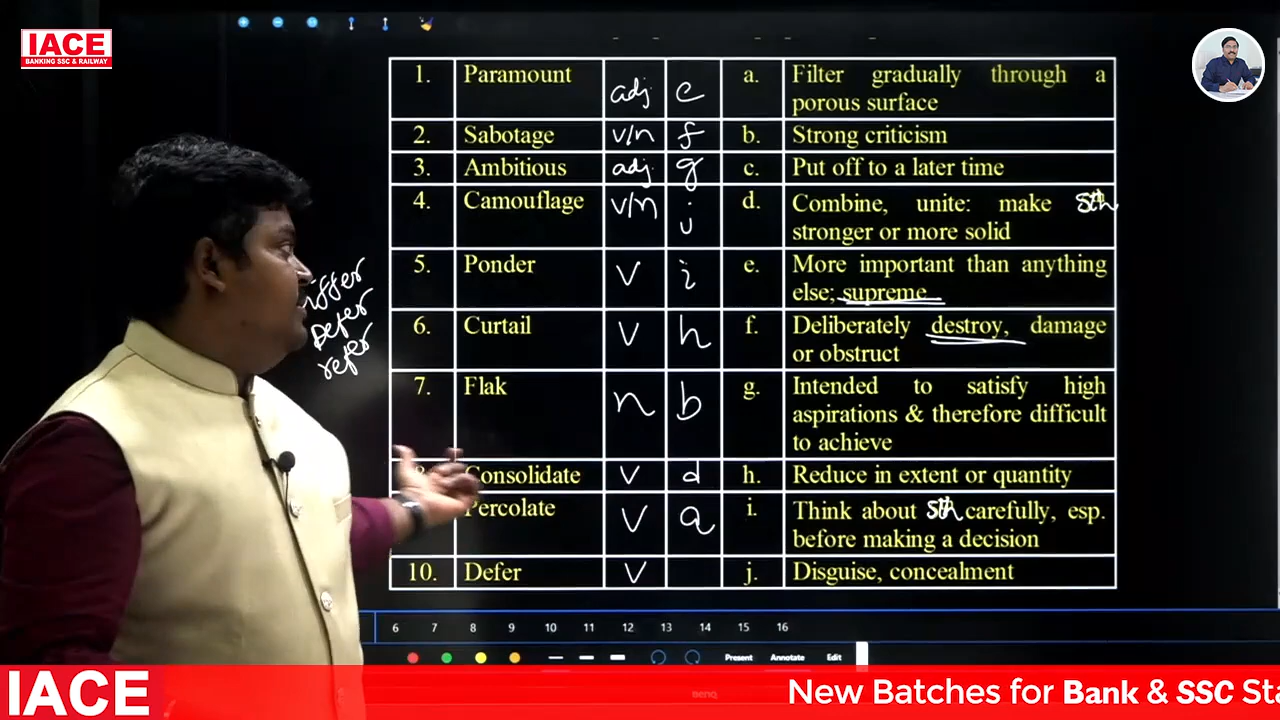 IACE
BANKING SSC & RAILWAY
1. Paramount adj e a. Filter gradually through a
porous surface
2. Sabotage v/n f b. Strong criticism
3. Ambitious adj g c. Put off to a later time
4. Camouflage v/n j d. Combine, unite: make sth
stronger or more solid
5. Ponder v i e. More important than anything
else; supreme
6. Curtail v h f. Deliberately destroy, damage
or obstruct
7. Flak n b g. Intended to satisfy high
aspirations & therefore difficult
to achieve
Consolidate v d h. Reduce in extent or quantity
Percolate v a i. Think about sth carefully, esp.
before making a decision
10. Defer v j. Disguise, concealment
Defer
refer
6 7 8 9 10 11 12 13 14 15 16
Present Annotate Edit
BENQ
IACE
New Batches for Bank & SSC Sta